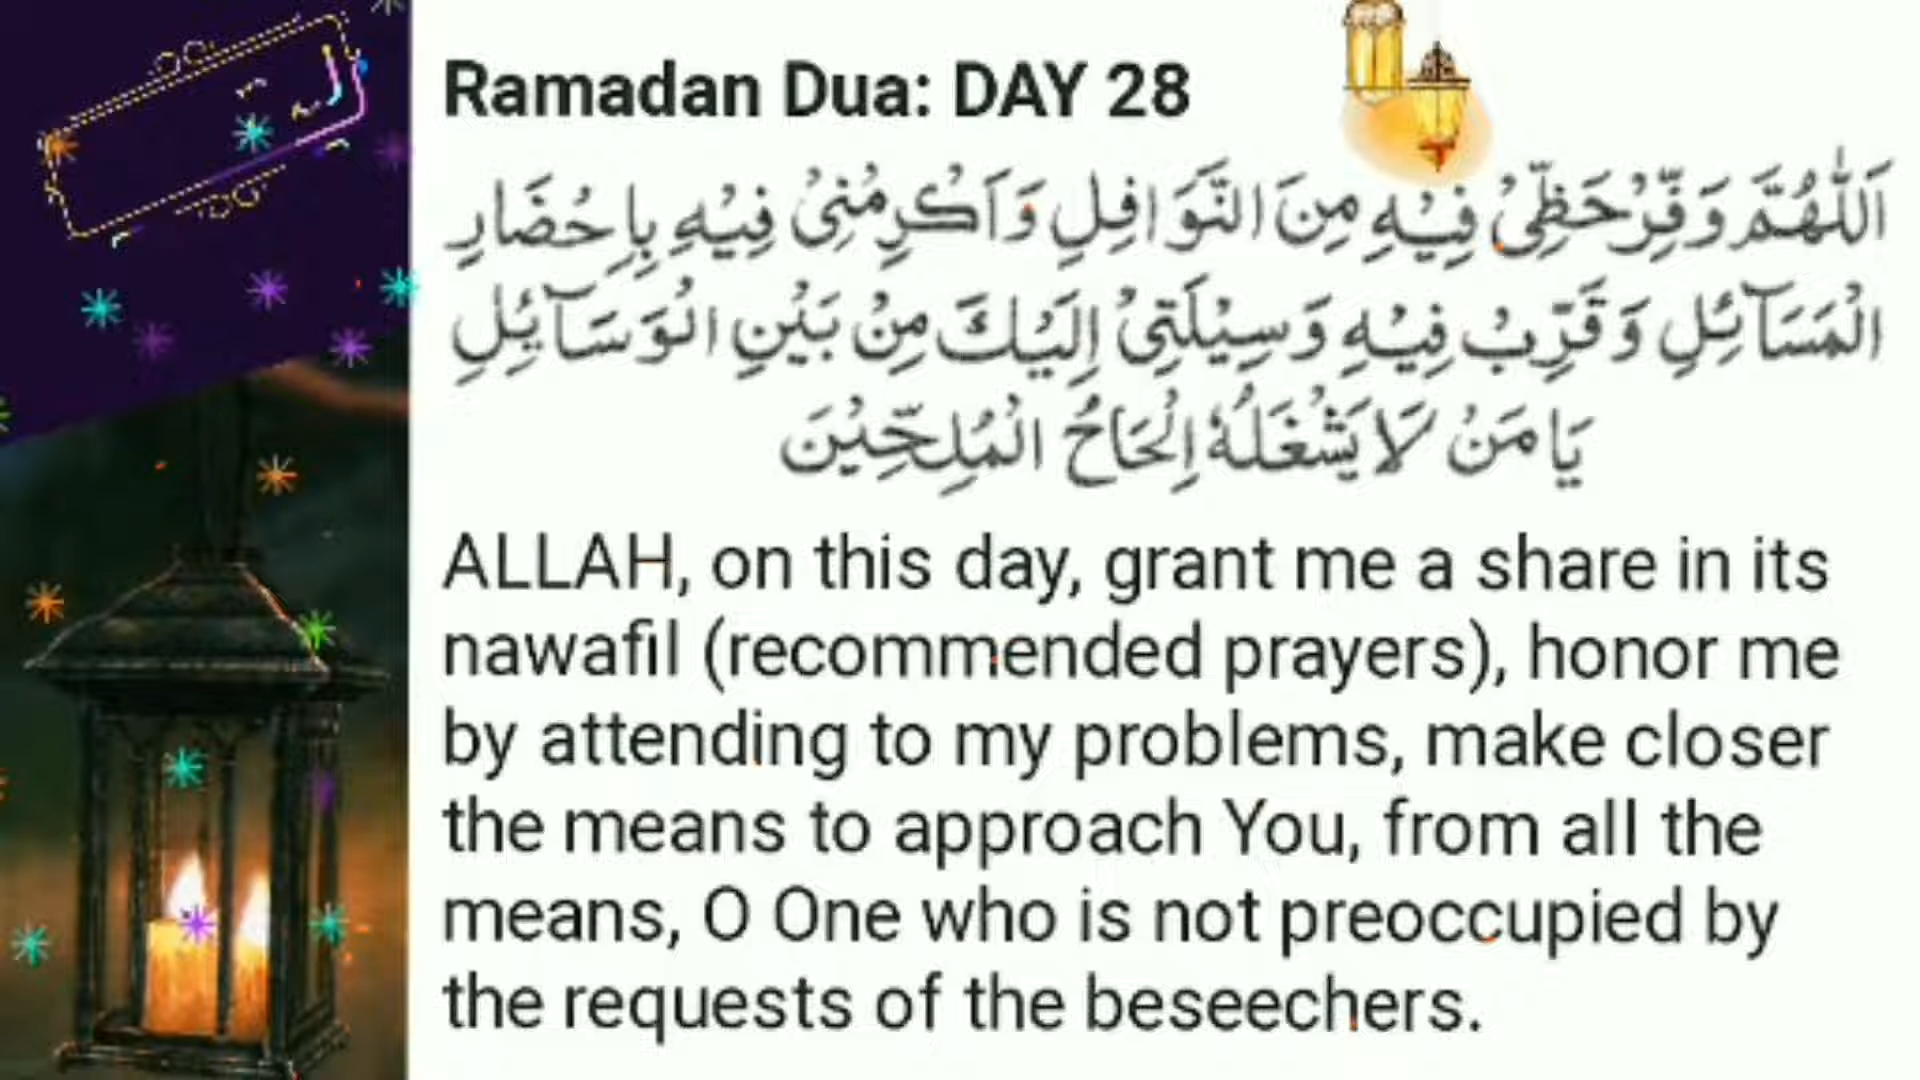 Ramadan Dua: DAY 28
اَللّٰهُمَّ وَفِّرْ حَظِّيْ فِيْهِ مِنَ النَّوَافِلِ وَاَكْرِمْنِيْ فِيْهِ بِاِحْضَارِ
الْمَسَآئِلِ وَقَرِّبْ فِيْهِ وَسِيْلَتِيْ اِلَيْكَ مِنْ بَيْنِ الْوَسَآئِلِ
يَا مَنْ لَا يَشْغَلُهٗ اِلْحَاحُ الْمُلِحِّيْنَ
ALLAH, on this day, grant me a share in its
nawafil (recommended prayers), honor me
by attending to my problems, make closer
the means to approach You, from all the
means, O One who is not preoccupied by
the requests of the beseechers.